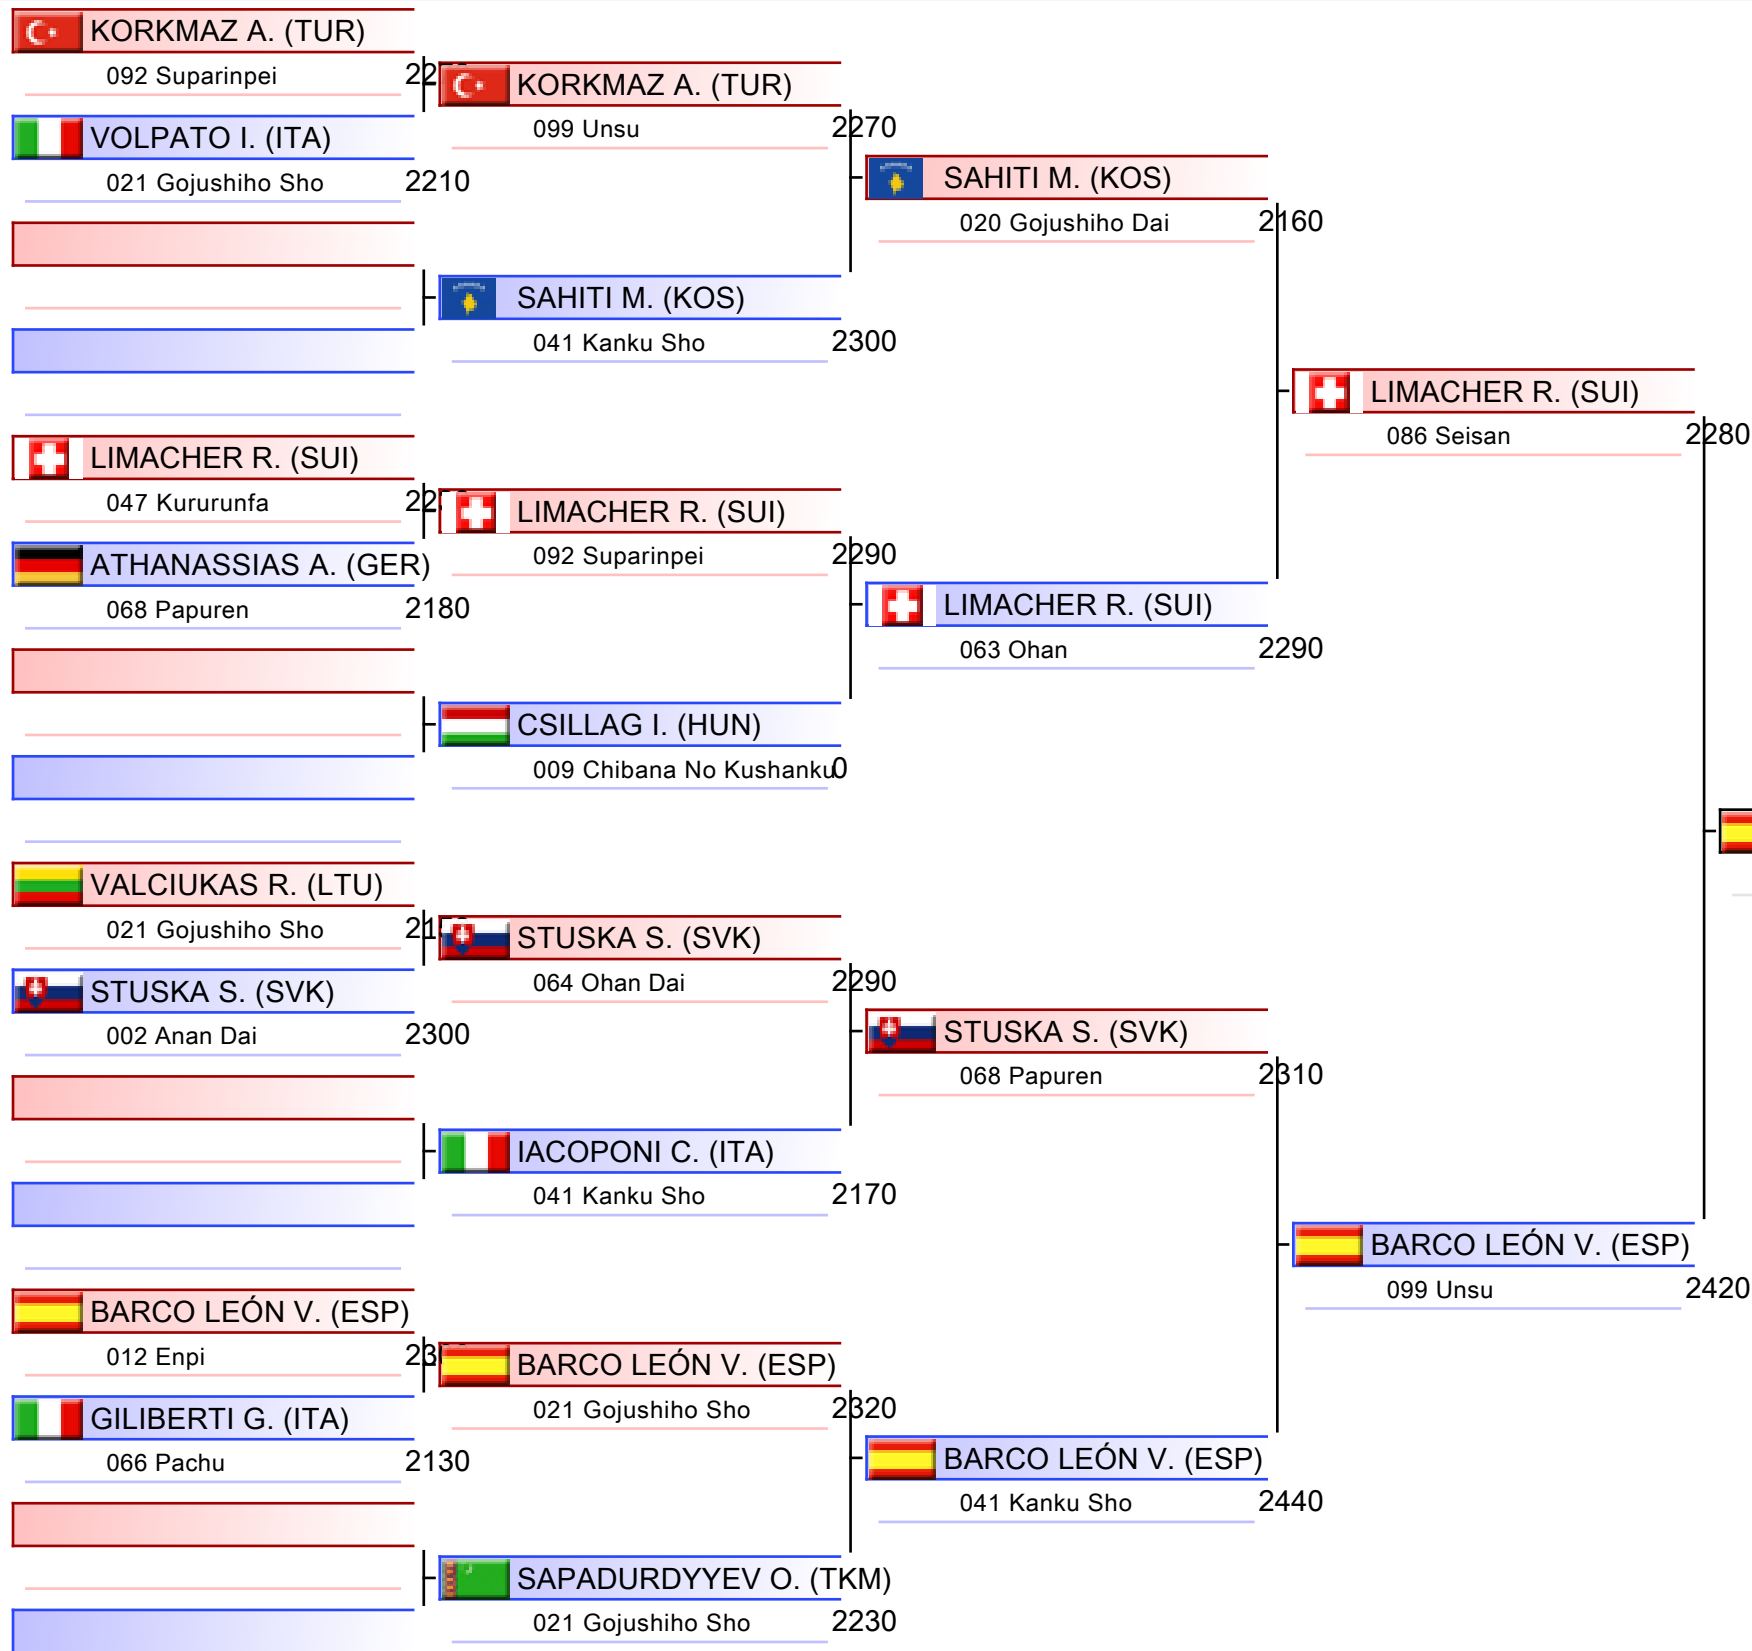 KORKMAZ A. (TUR)
092 Suparinpei
VOLPATO I. (ITA)
021 Gojushiho Sho 2210
LIMACHER R. (SUI)
047 Kururunfa
ATHANASSIAS A. (GER)
068 Papuren 2180
VALCIUKAS R. (LTU)
021 Gojushiho Sho
STUSKA S. (SVK)
002 Anan Dai 2300
BARCO LEÓN V. (ESP)
012 Enpi
GILIBERTI G. (ITA)
066 Pachu 2130
KORKMAZ A. (TUR)
099 Unsu 2270
SAHITI M. (KOS)
041 Kanku Sho 2300
LIMACHER R. (SUI)
092 Suparinpei 2290
CSILLAG I. (HUN)
009 Chibana No Kushanku 0
STUSKA S. (SVK)
064 Ohan Dai 2290
IACOPONI C. (ITA)
041 Kanku Sho 2170
BARCO LEÓN V. (ESP)
021 Gojushiho Sho 2320
SAPADURDYYEV O. (TKM)
021 Gojushiho Sho 2230
SAHITI M. (KOS)
020 Gojushiho Dai 2160
LIMACHER R. (SUI)
063 Ohan 2290
STUSKA S. (SVK)
068 Papuren 2310
BARCO LEÓN V. (ESP)
041 Kanku Sho 2440
LIMACHER R. (SUI)
086 Seisan 2280
BARCO LEÓN V. (ESP)
099 Unsu 2420